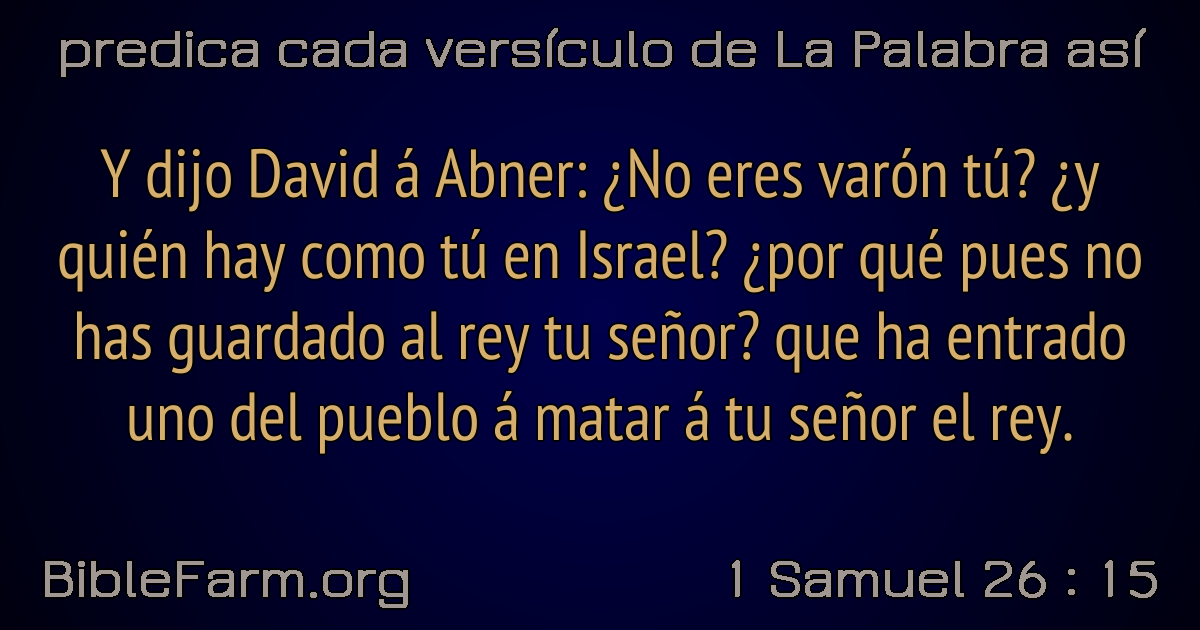 predica cada versículo de La Palabra así
Y dijo David á Abner: ¿No eres varón tú? ¿y
quién hay como tú en Israel? ¿por qué pues no
has guardado al rey tu señor? que ha entrado
uno del pueblo á matar á tu señor el rey.
BibleFarm.org
1 Samuel 26 : 15